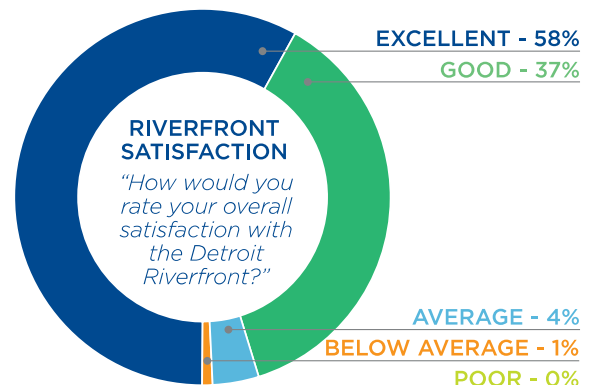 EXCELLENT - 58%
GOOD - 37%
RIVERFRONT
SATISFACTION
“How would you
rate your overall
satisfaction with
the Detroit
Riverfront?”
AVERAGE - 4%
BELOW AVERAGE - 1%
POOR - 0%